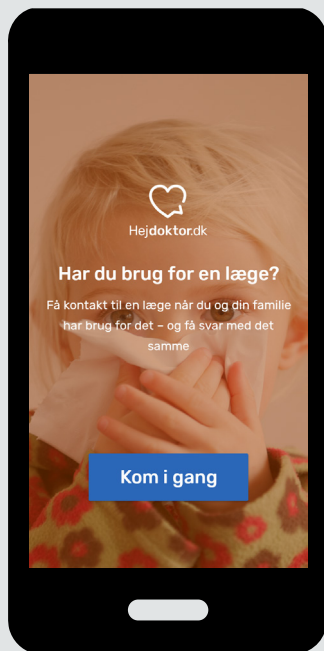 Hejdoktor.dk
Har du brug for en læge?
Få kontakt til en læge når du og din familie
har brug for det – og få svar med det
samme
Kom i gang